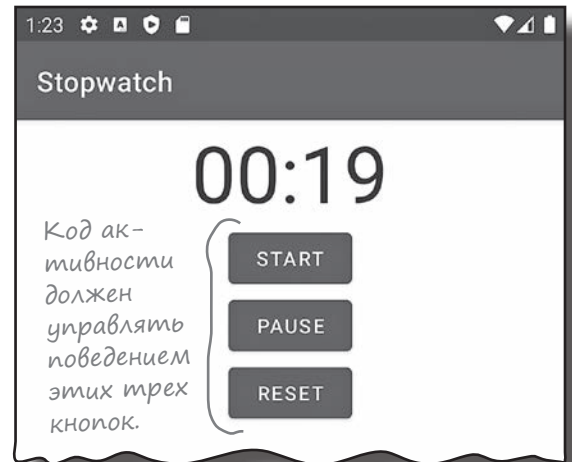 1:23
Stopwatch
00:19
Код ак-
тивности
должен
управлять
поведением
этих трех
кнопок.
START
PAUSE
RESET